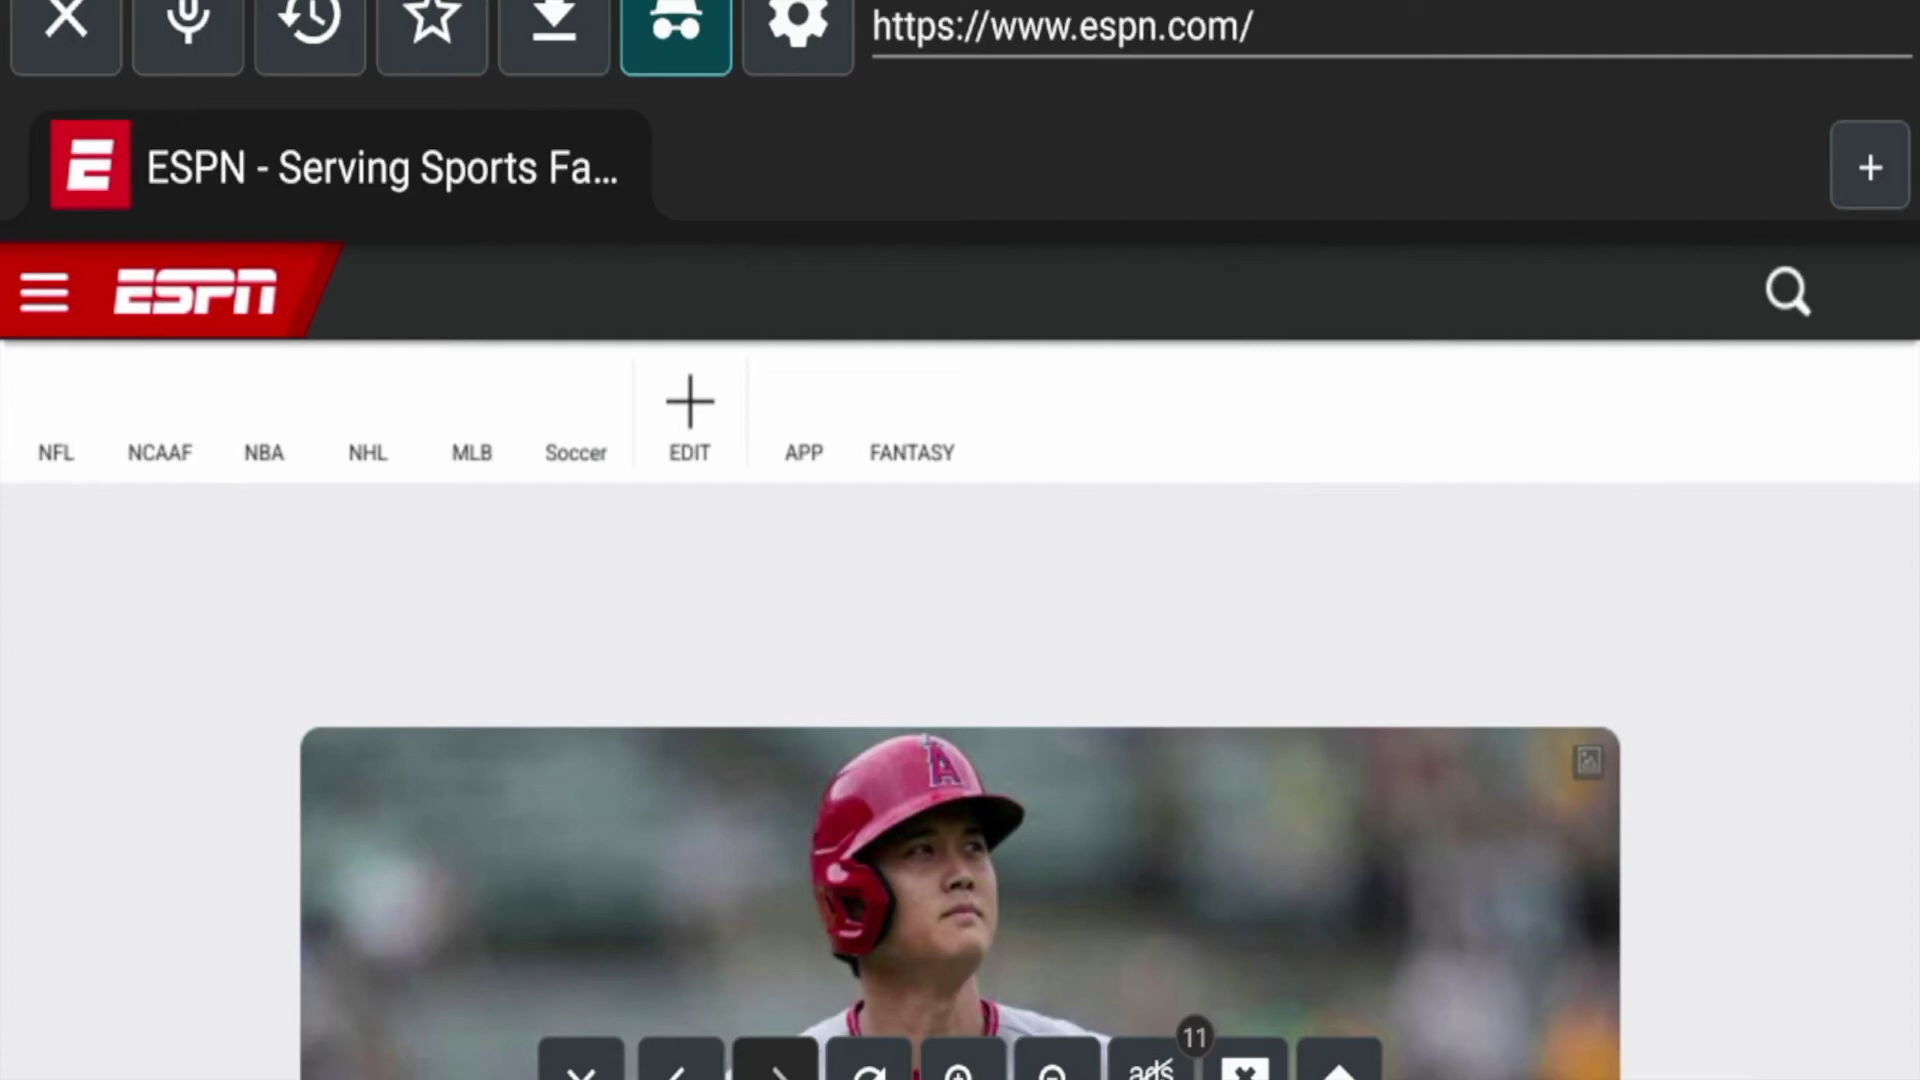 https://www.espn.com/
E ESPN - Serving Sports Fa...
ESPN
NFL NCAAF NBA NHL MLB Soccer EDIT APP FANTASY
A
11
ads